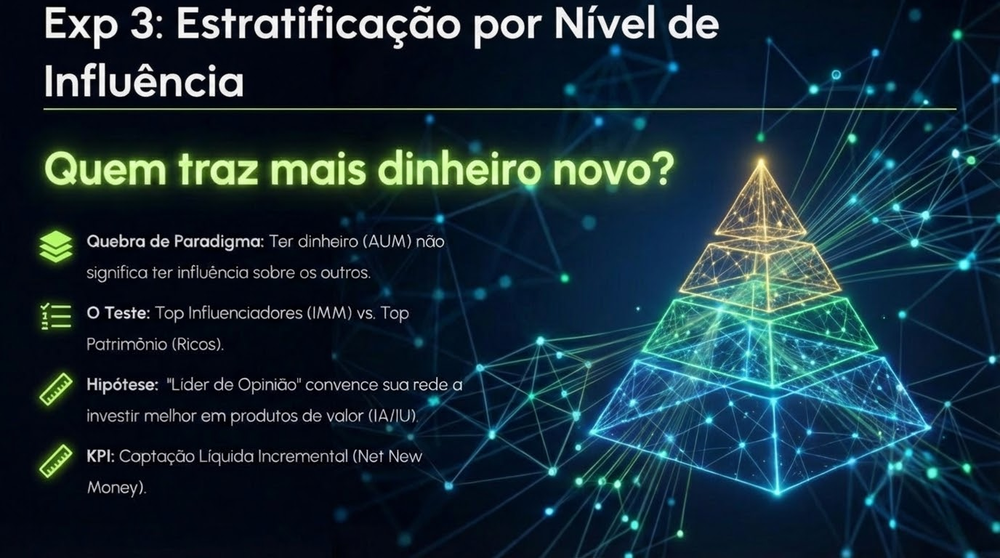 Exp 3: Estratificação por Nível de
Influência
Quem traz mais dinheiro novo?
Quebra de Paradigma: Ter dinheiro (AUM) não
significa ter influência sobre os outros.
O Teste: Top Influenciadores (IMM) vs. Top
Patrimônio (Ricos).
Hipótese: "Líder de Opinião" convence sua rede a
investir melhor em produtos de valor (IA/IU).
KPI: Coptação Líquida Incremental (Net New
Money).